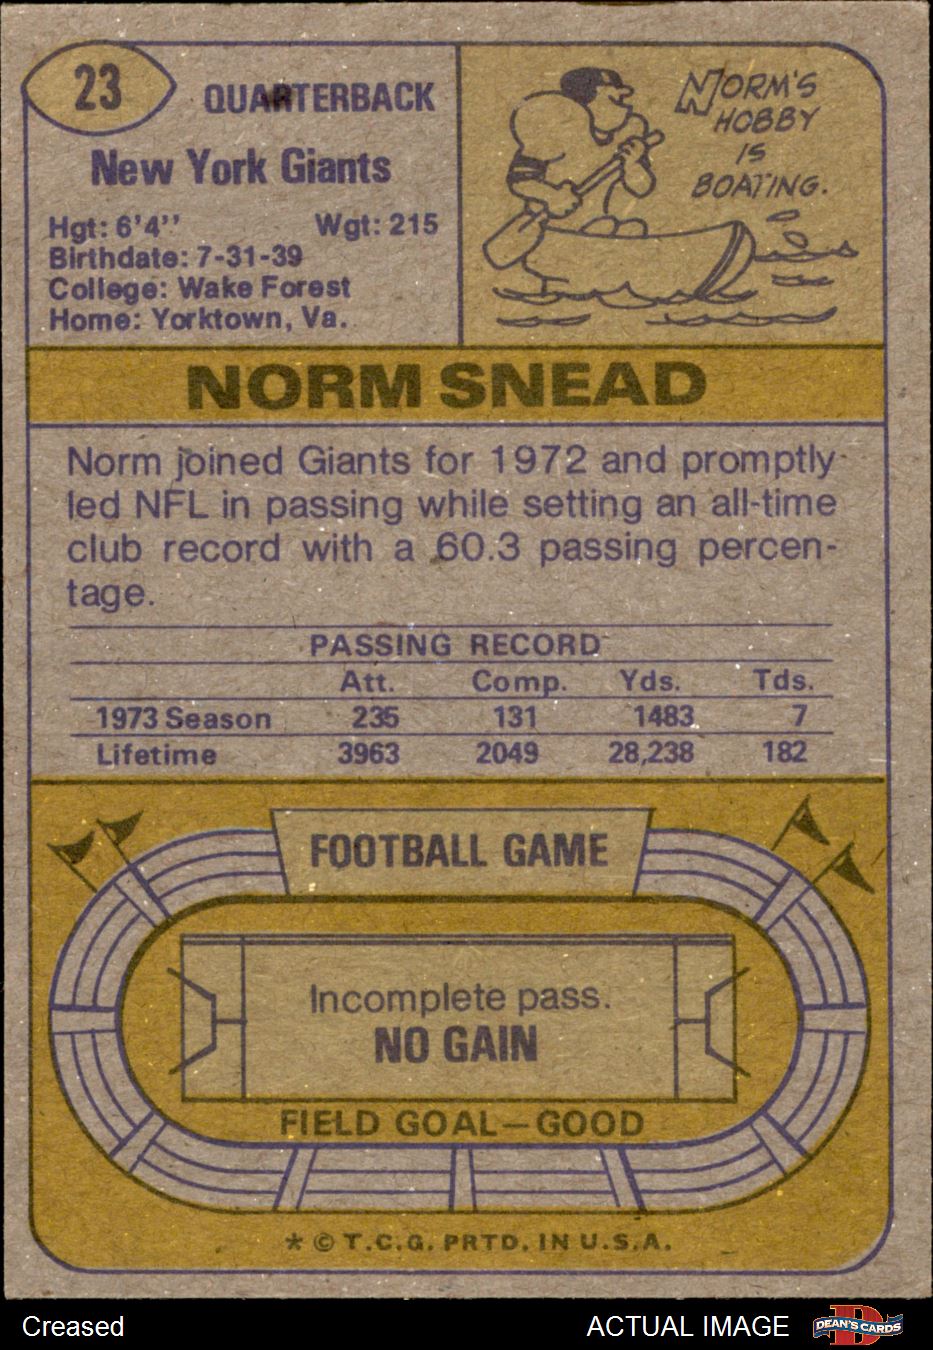 23
QUARTERBACK
New York Giants
Hgt: 6'4'' Wgt: 215
Birthdate: 7-31-39
College: Wake Forest
Home: Yorktown, Va.
NORM'S
HOBBY
IS
BOATING.
NORM SNEAD
Norm joined Giants for 1972 and promptly
led NFL in passing while setting an all-time
club record with a 60.3 passing percen-
tage.
PASSING RECORD
Att. Comp. Yds. Tds.
1973 Season 235 131 1483 7
Lifetime 3963 2049 28,238 182
FOOTBALL GAME
Incomplete pass.
NO GAIN
FIELD GOAL—GOOD
* © T.C.G. PRTD. IN U.S.A.
Creased
ACTUAL IMAGE
DEAN'S CARDS